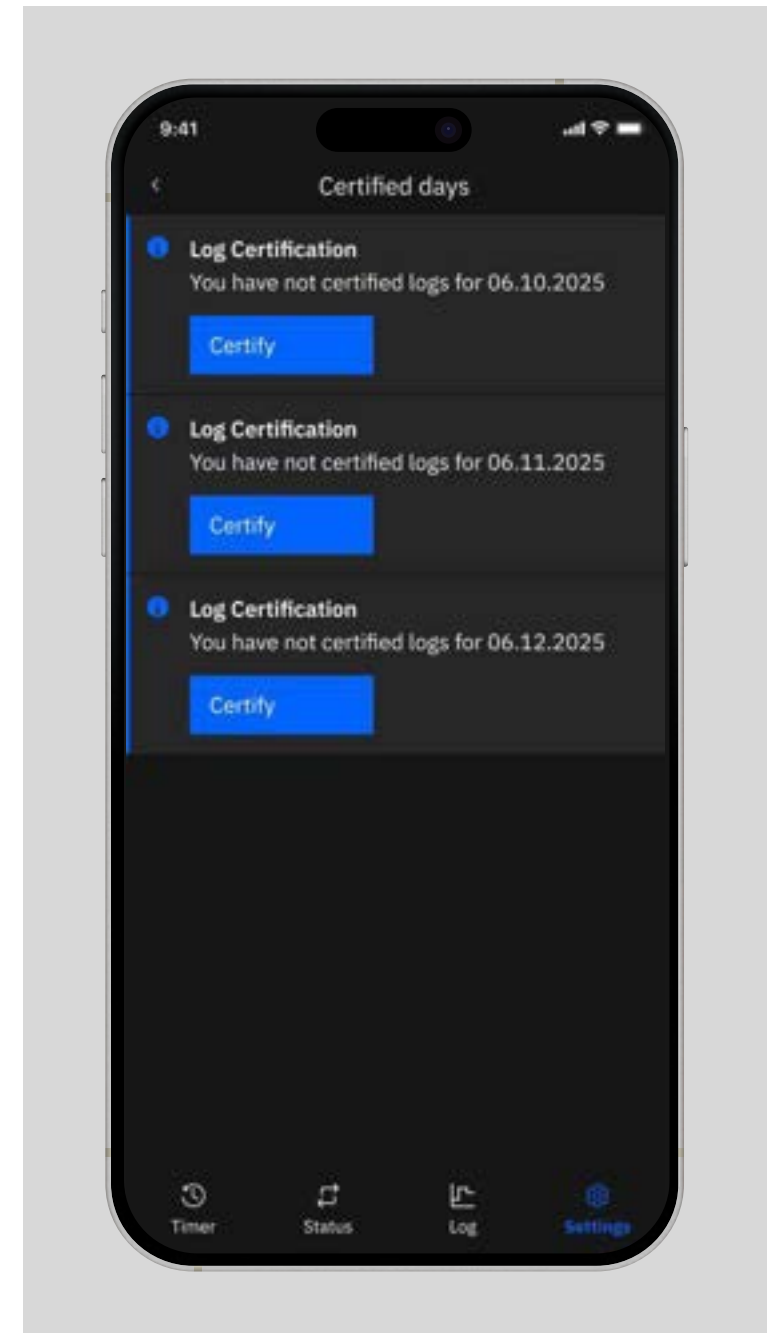 9:41
Certified days
Log Certification
You have not certified logs for 06.10.2025
Certify
Log Certification
You have not certified logs for 06.11.2025
Certify
Log Certification
You have not certified logs for 06.12.2025
Certify
Timer Status Log Settings